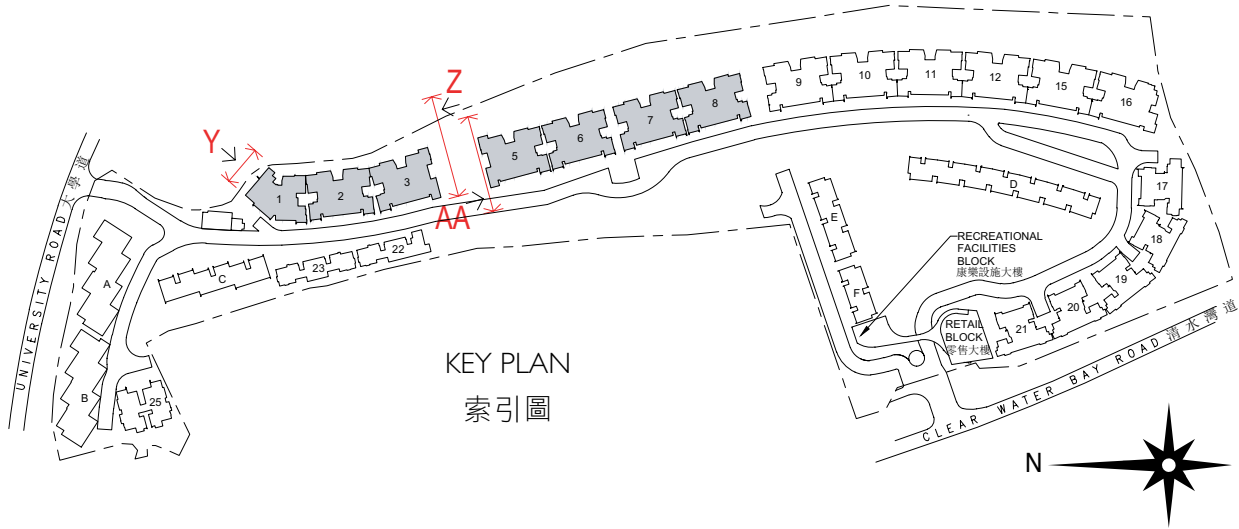 Z
Y
AA
1
2
3
5
6
7
8
9
10
11
12
15
16
17
18
19
20
21
22
23
25
A
B
C
D
E
F
UNIVERSITY ROAD 大學道
RECREATIONAL
FACILITIES
BLOCK
康樂設施大樓
RETAIL
BLOCK
零售大樓
CLEAR WATER BAY ROAD 清水灣道
KEY PLAN
索引圖
N